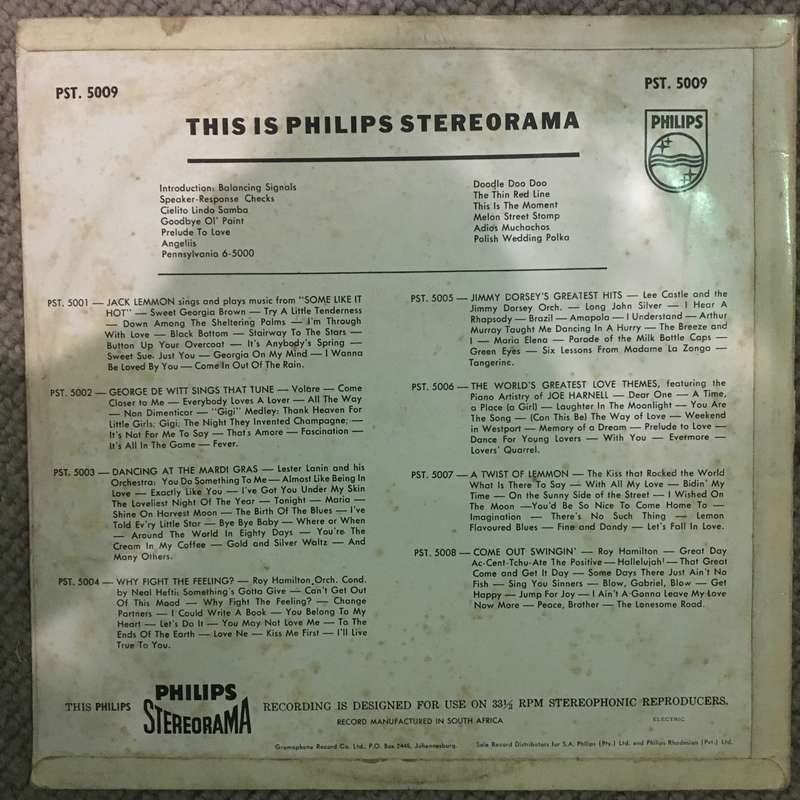 PST. 5009
PST. 5009
THIS IS PHILIPS STEREORAMA
PHILIPS
Introduction: Balancing Signals
Speaker-Response Checks
Cielito Lindo Samba
Goodbye Ol' Paint
Prelude To Love
Angeliis
Pennsylvania 6-5000
Doodle Doo Doo
The Thin Red Line
This Is The Moment
Melon Street Stomp
Adios Muchachos
Polish Wedding Polka
PST. 5001 — JACK LEMMON sings and plays music from "SOME LIKE IT
HOT" — Sweet Georgia Brown — Try A Little Tenderness
— Down Among The Sheltering Palms — I'm Through
With Love — Black Bottom — Stairway To The Stars —
Button Up Your Overcoat — It's Anybody's Spring —
Sweet Sue, Just You — Georgia On My Mind — I Wanna
Be Loved By You — Come In Out Of The Rain.
PST. 5002 — GEORGE DE WITT SINGS THAT TUNE — Volare — Come
Closer to Me — Everybody Loves A Lover — All The Way
— Non Dimenticor — "Gigi" Medley: Thank Heaven For
Little Girls; Gigi; The Night They Invented Champagne; —
It's Not For Me To Say — That's Amore — Fascination —
It's All In The Game — Fever.
PST. 5003 — DANCING AT THE MARDI GRAS — Lester Lanin and his
Orchestra: You Do Something To Me — Almost Like Being In
Love — Exactly Like You — I've Got You Under My Skin
The Loveliest Night Of The Year — Tonight — Maria —
Shine On Harvest Moon — The Birth Of The Blues — I've
Told Ev'ry Little Star — Bye Bye Baby — Where or When
— Around The World In Eighty Days — You're The
Cream In My Coffee — Gold and Silver Waltz — And
Many Others.
PST. 5004 — WHY FIGHT THE FEELING? — Roy Hamilton, Orch. Cond.
by Neal Hefti: Something's Gotta Give — Can't Get Out
Of This Mood — Why Fight The Feeling? — Change
Partners — I Could Write A Book — You Belong To My
Heart — Let's Do It — You May Not Love Me — To The
Ends Of The Earth — Love Ne — Kiss Me First — I'll Live
True To You.
PST. 5005 — JIMMY DORSEY'S GREATEST HITS — Lee Castle and the
Jimmy Dorsey Orch. — Long John Silver — I Hear A
Rhapsody — Brazil — Amapola — I Understand — Arthur
Murray Taught Me Dancing In A Hurry — The Breeze and
I — Maria Elena — Parade of the Milk Bottle Caps —
Green Eyes — Six Lessons From Madame La Zonga —
Tangerine.
PST. 5006 — THE WORLD'S GREATEST LOVE THEMES, featuring the
Piano Artistry of JOE HARNELL — Dear One — A Time,
a Place (a Girl) — Laughter In The Moonlight — You Are
The Song — (Can This Be) The Way of Love — Weekend
in Westport — Memory of a Dream — Prelude to Love —
Dance For Young Lovers — With You — Evermore —
Lovers' Quarrel.
PST. 5007 — A TWIST OF LEMMON — The Kiss that Rocked the World
What Is There To Say — With All My Love — Bidin' My
Time — On the Sunny Side of the Street — I Wished On
The Moon —You'd Be So Nice To Come Home To —
Imagination — There's No Such Thing — Lemon
Flavoured Blues — Fine and Dandy — Let's Fall In Love.
PST. 5008 — COME OUT SWINGIN' — Roy Hamilton — Great Day
Ac-Cent-Tchu-Ate The Positive — Hallelujah! — That Great
Come and Get It Day — Some Days There Just Ain't No
Fish — Sing You Sinners — Blow, Gabriel, Blow — Get
Happy — Jump For Joy — I Ain't A-Gonna Leave My Love
Now More — Peace, Brother — The Lonesome Road.
THIS PHILIPS PHILIPS STEREORAMA RECORDING IS DESIGNED FOR USE ON 33⅓ RPM STEREOPHONIC REPRODUCERS.
RECORD MANUFACTURED IN SOUTH AFRICA
ELECTRIC
Gramophone Record Co. Ltd., P.O. Box 2445, Johannesburg. Sole Record Distributors for S.A. Philips (Pty.) Ltd. and Philips Rhodesian (Pvt.) Ltd.